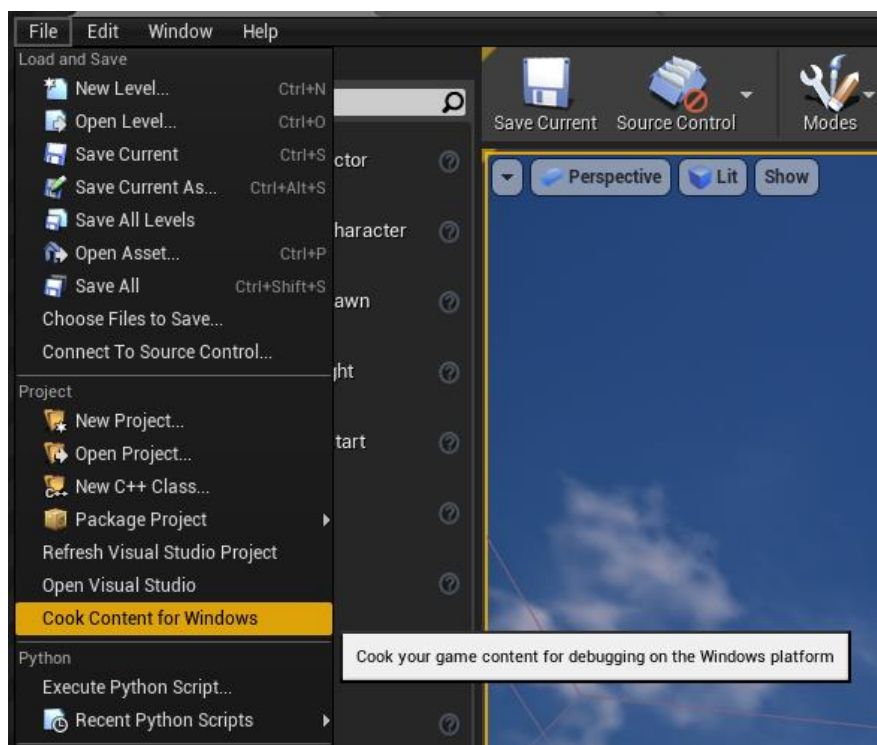 File Edit Window Help
Load and Save
New Level... Ctrl+N
Open Level... Ctrl+O
Save Current Ctrl+S
Save Current As... Ctrl+Alt+S
Save All Levels
Open Asset... Ctrl+P
Save All Ctrl+Shift+S
Choose Files to Save...
Connect To Source Control...
Project
New Project...
Open Project...
New C++ Class...
C++
Package Project
Refresh Visual Studio Project
Open Visual Studio
Cook Content for Windows
Python
Execute Python Script...
Recent Python Scripts
ctor
haracter
awn
ght
tart
Save Current Source Control Modes
Perspective Lit Show
Cook your game content for debugging on the Windows platform